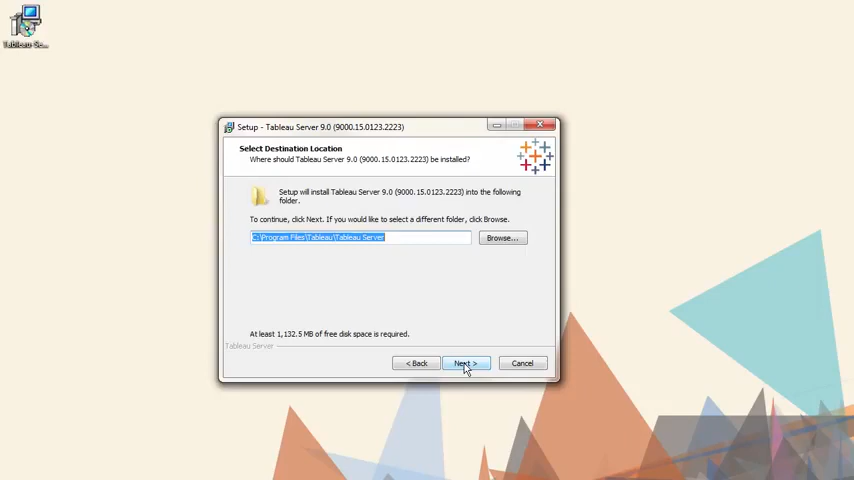 Tableau Se...
Setup - Tableau Server 9.0 (9000.15.0123.2223)
Select Destination Location
Where should Tableau Server 9.0 (9000.15.0123.2223) be installed?
Setup will install Tableau Server 9.0 (9000.15.0123.2223) into the following
folder.
To continue, click Next. If you would like to select a different folder, click Browse.
C:\Program Files\Tableau\Tableau Server
Browse...
At least 1,132.5 MB of free disk space is required.
Tableau Server
< Back
Next >
Cancel